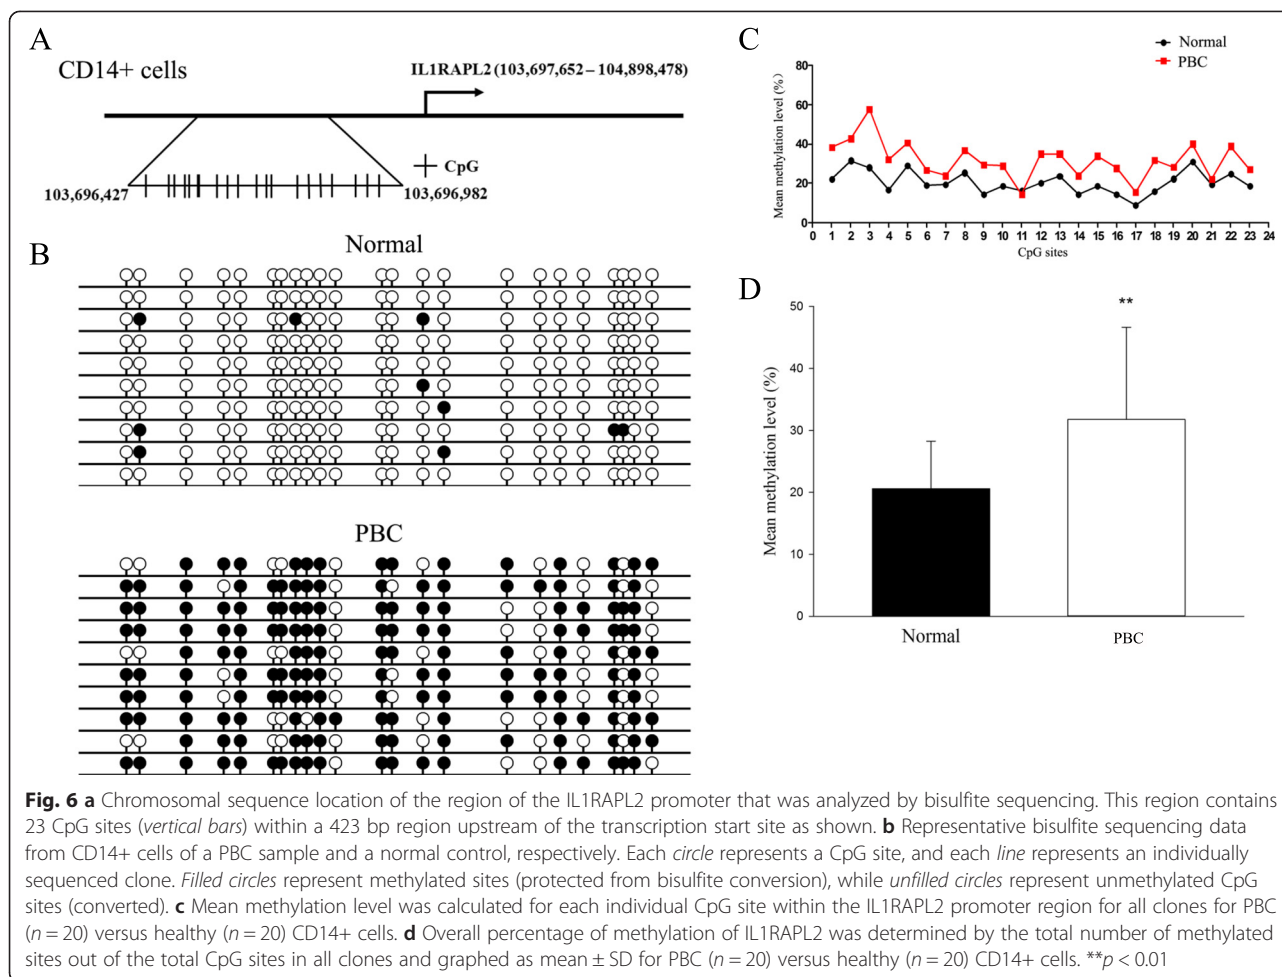 A
CD14+ cells
IL1RAPL2 (103,697,652 – 104,898,478)
CpG
103,696,427
103,696,982
B
Normal
PBC
C
Normal
PBC
Mean methylation level (%)
80
60
40
20
0
0 1 2 3 4 5 6 7 8 9 10 11 12 13 14 15 16 17 18 19 20 21 22 23 24
CpG sites
D
**
Mean methylation level (%)
50
40
30
20
10
0
Normal
PBC
Fig. 6 a Chromosomal sequence location of the region of the IL1RAPL2 promoter that was analyzed by bisulfite sequencing. This region contains
23 CpG sites (vertical bars) within a 423 bp region upstream of the transcription start site as shown. b Representative bisulfite sequencing data
from CD14+ cells of a PBC sample and a normal control, respectively. Each circle represents a CpG site, and each line represents an individually
sequenced clone. Filled circles represent methylated sites (protected from bisulfite conversion), while unfilled circles represent unmethylated CpG
sites (converted). c Mean methylation level was calculated for each individual CpG site within the IL1RAPL2 promoter region for all clones for PBC
(n = 20) versus healthy (n = 20) CD14+ cells. d Overall percentage of methylation of IL1RAPL2 was determined by the total number of methylated
sites out of the total CpG sites in all clones and graphed as mean ± SD for PBC (n = 20) versus healthy (n = 20) CD14+ cells. **p < 0.01